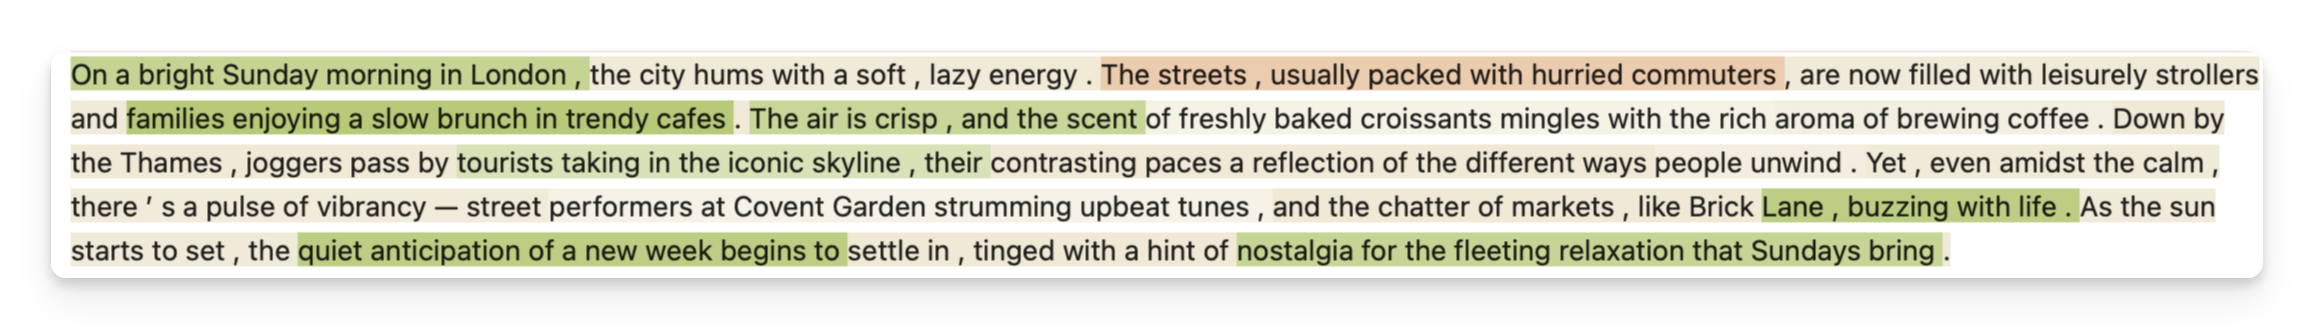 On a bright Sunday morning in London , the city hums with a soft , lazy energy . The streets , usually packed with hurried commuters , are now filled with leisurely strollers
and families enjoying a slow brunch in trendy cafes . The air is crisp , and the scent of freshly baked croissants mingles with the rich aroma of brewing coffee . Down by
the Thames , joggers pass by tourists taking in the iconic skyline , their contrasting paces a reflection of the different ways people unwind . Yet , even amidst the calm ,
there ’ s a pulse of vibrancy — street performers at Covent Garden strumming upbeat tunes , and the chatter of markets , like Brick Lane , buzzing with life . As the sun
starts to set , the quiet anticipation of a new week begins to settle in , tinged with a hint of nostalgia for the fleeting relaxation that Sundays bring .